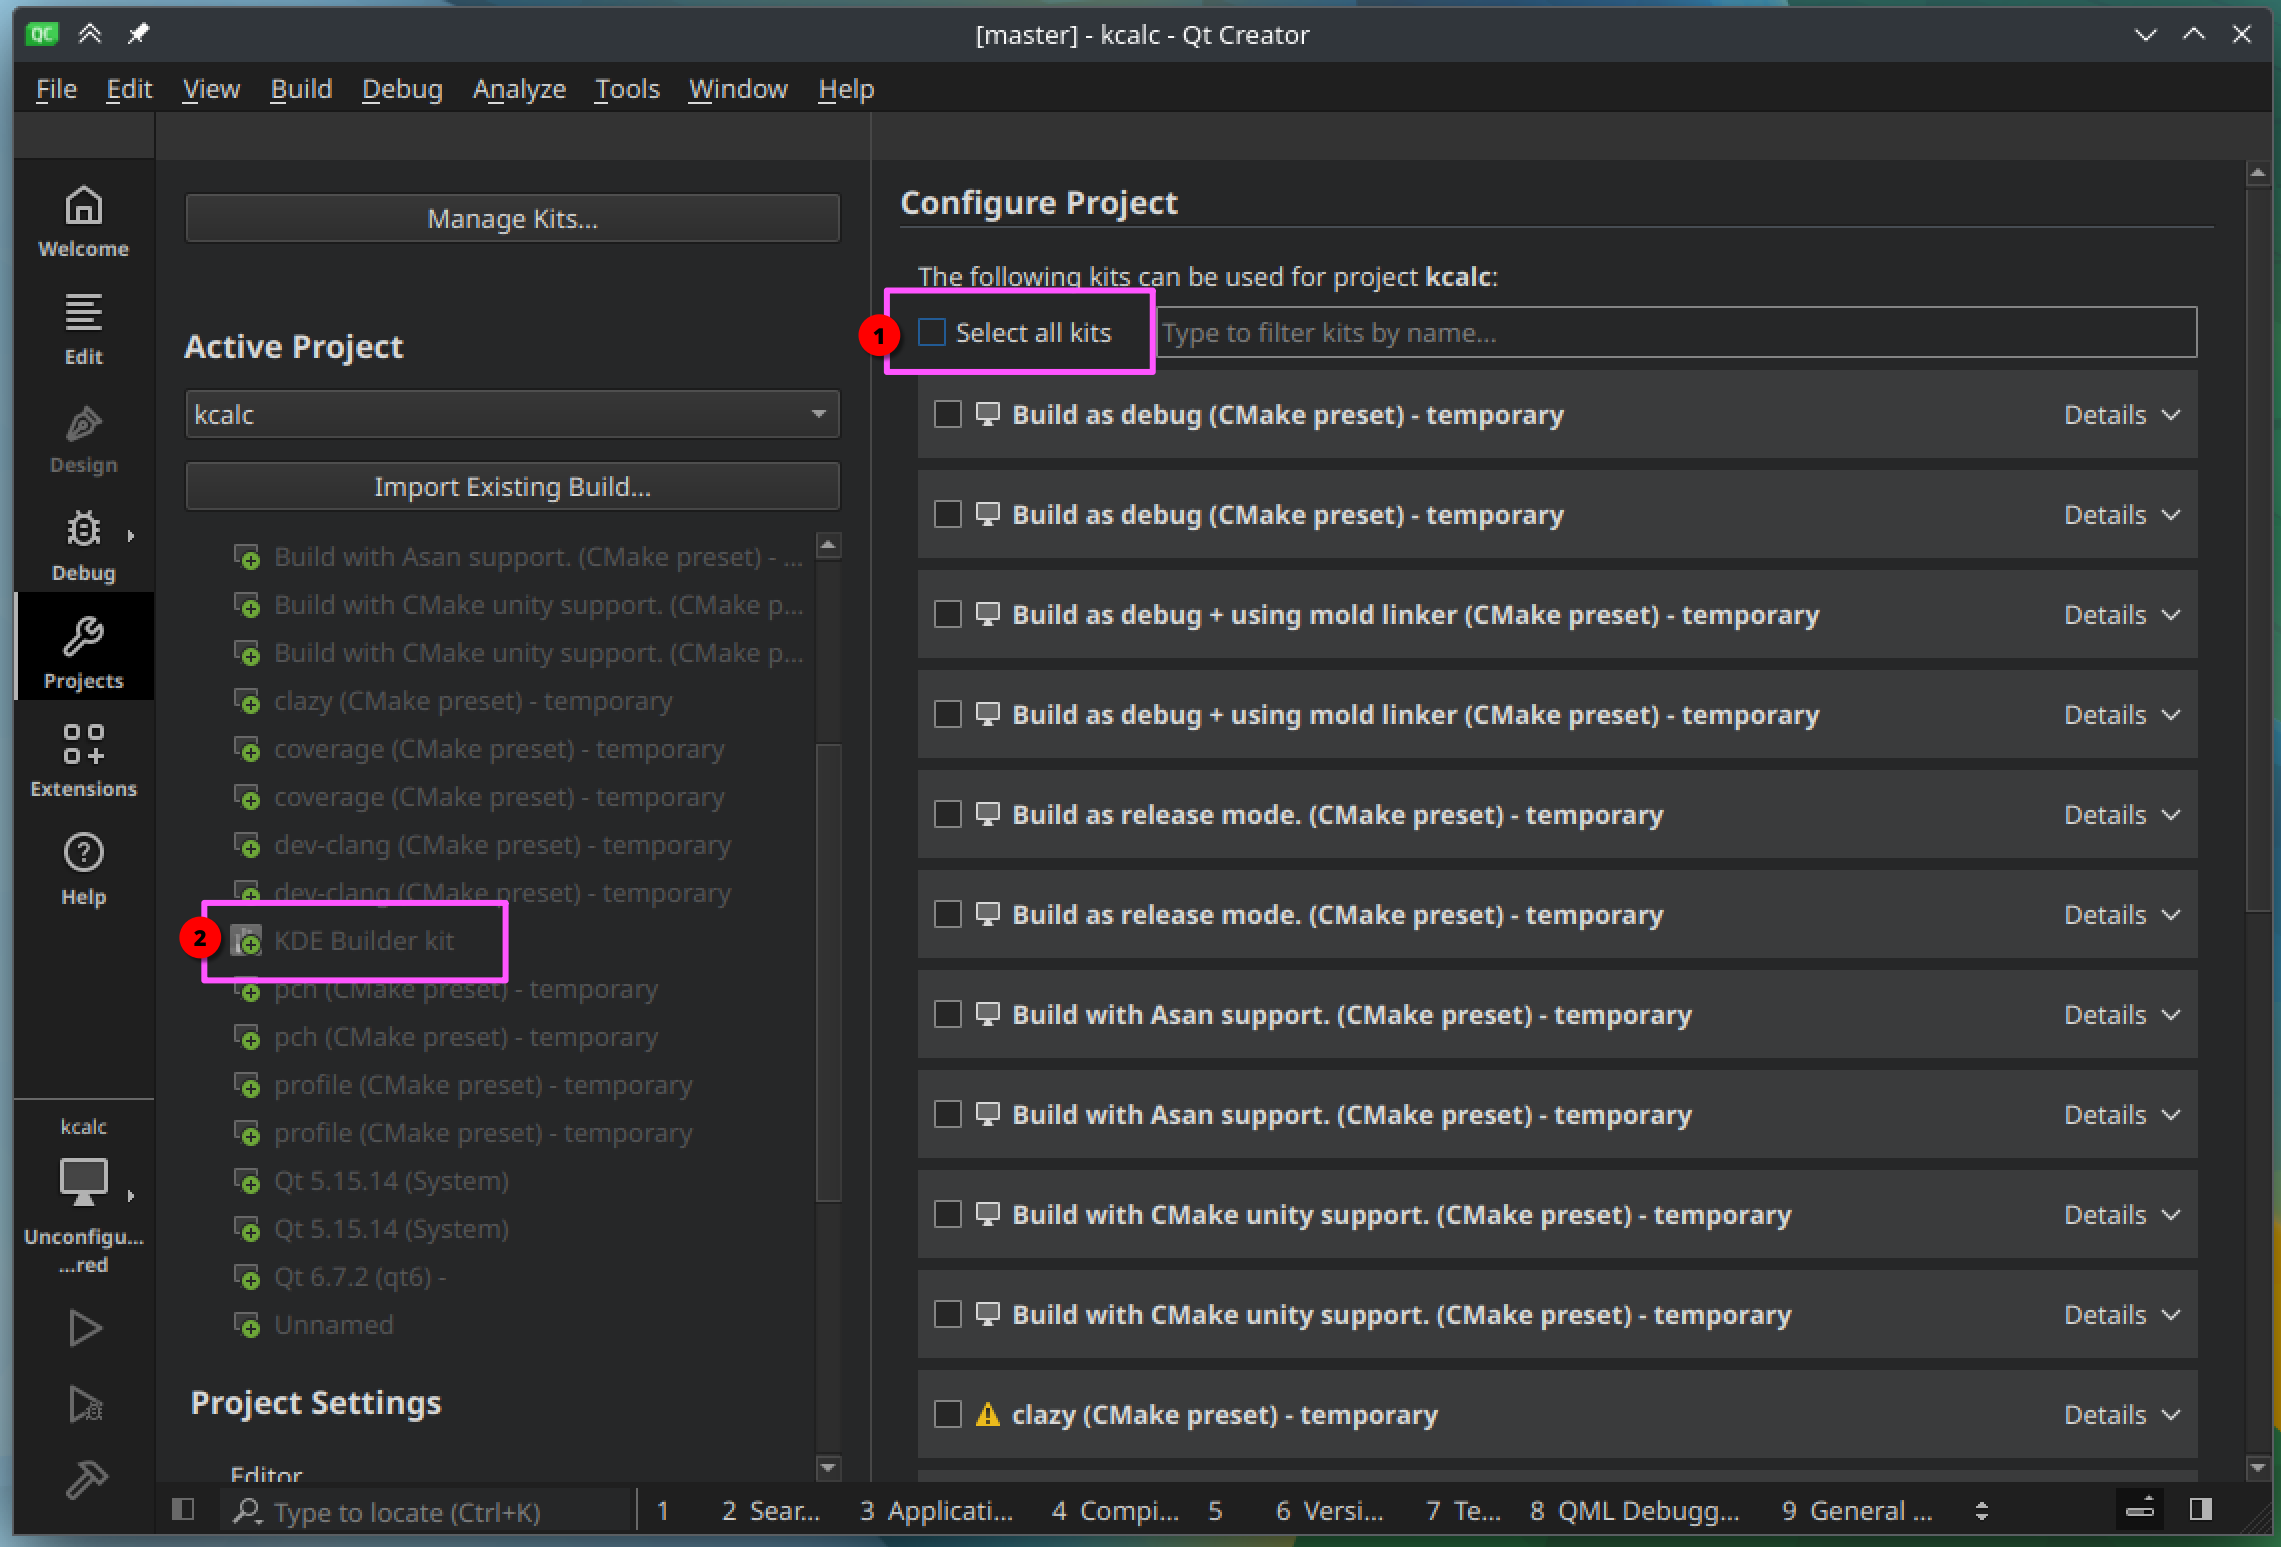 QC
[master] - kcalc - Qt Creator
File Edit View Build Debug Analyze Tools Window Help
Welcome
Edit
Design
Debug
Projects
Extensions
Help
kcalc
Unconfigu...
...red
Manage Kits...
Active Project
kcalc
Import Existing Build...
Build with Asan support. (CMake preset) - ...
Build with CMake unity support. (CMake p...
Build with CMake unity support. (CMake p...
clazy (CMake preset) - temporary
coverage (CMake preset) - temporary
coverage (CMake preset) - temporary
dev-clang (CMake preset) - temporary
dev-clang (CMake preset) - temporary
2
KDE Builder kit
pch (CMake preset) - temporary
pch (CMake preset) - temporary
profile (CMake preset) - temporary
profile (CMake preset) - temporary
Qt 5.15.14 (System)
Qt 5.15.14 (System)
Qt 6.7.2 (qt6) -
Unnamed
Project Settings
Editor
Configure Project
The following kits can be used for project kcalc:
1
Select all kits
Type to filter kits by name...
Build as debug (CMake preset) - temporary Details
Build as debug (CMake preset) - temporary Details
Build as debug + using mold linker (CMake preset) - temporary Details
Build as debug + using mold linker (CMake preset) - temporary Details
Build as release mode. (CMake preset) - temporary Details
Build as release mode. (CMake preset) - temporary Details
Build with Asan support. (CMake preset) - temporary Details
Build with Asan support. (CMake preset) - temporary Details
Build with CMake unity support. (CMake preset) - temporary Details
Build with CMake unity support. (CMake preset) - temporary Details
clazy (CMake preset) - temporary Details
Type to locate (Ctrl+K) 1 2 Sear... 3 Applicati... 4 Compi... 5 6 Versi... 7 Te... 8 QML Debugg... 9 General ...